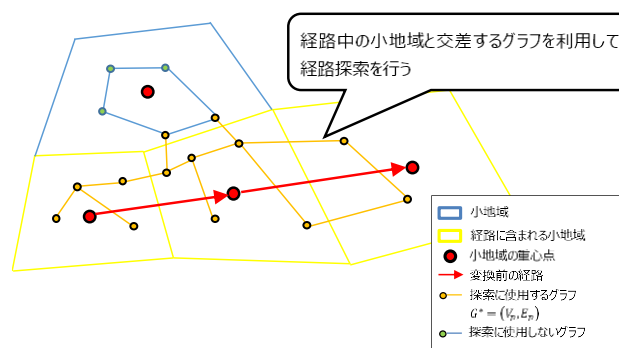 経路中の小地域と交差するグラフを利用して
経路探索を行う
小地域
経路に含まれる小地域
小地域の重心点
変換前の経路
探索に使用するグラフ
G* = (Vp, Ep)
探索に使用しないグラフ